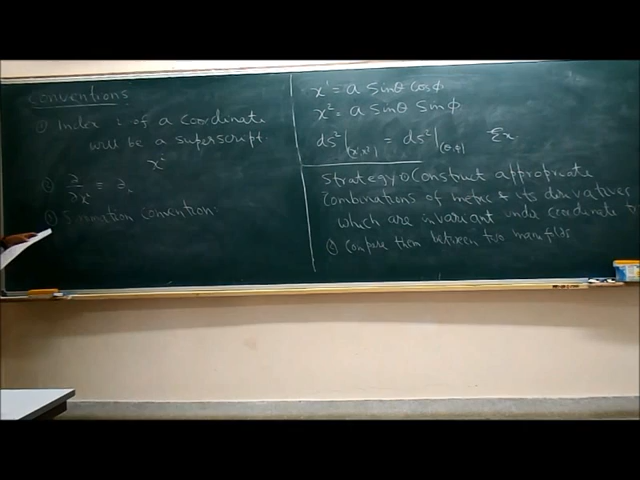 Conventions
① Index i of a coordinate
will be a superscript.
xⁱ
② ∂/∂xⁱ ≡ ∂ᵢ
③ Summation convention
x¹ = a Sinθ Cosϕ
x² = a Sinθ Sinϕ
ds²|(x¹,x²) = ds²|(θ,ϕ) Ex.
Strategy ① Construct appropriate
combinations of metric & its derivatives
which are invariant under coordinate
② Compare them between two manifolds